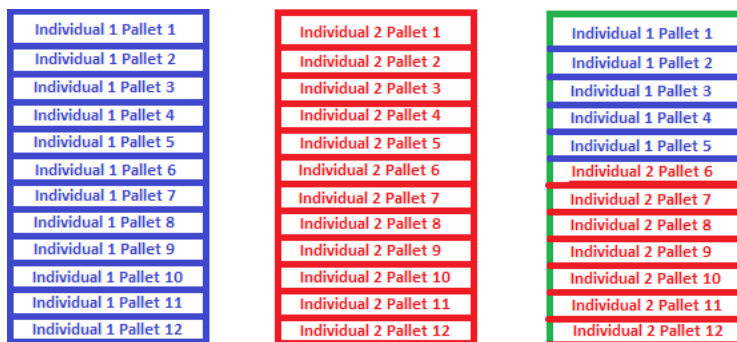 Individual 1 Pallet 1
Individual 1 Pallet 2
Individual 1 Pallet 3
Individual 1 Pallet 4
Individual 1 Pallet 5
Individual 1 Pallet 6
Individual 1 Pallet 7
Individual 1 Pallet 8
Individual 1 Pallet 9
Individual 1 Pallet 10
Individual 1 Pallet 11
Individual 1 Pallet 12
Individual 2 Pallet 1
Individual 2 Pallet 2
Individual 2 Pallet 3
Individual 2 Pallet 4
Individual 2 Pallet 5
Individual 2 Pallet 6
Individual 2 Pallet 7
Individual 2 Pallet 8
Individual 2 Pallet 9
Individual 2 Pallet 10
Individual 2 Pallet 11
Individual 2 Pallet 12
Individual 1 Pallet 1
Individual 1 Pallet 2
Individual 1 Pallet 3
Individual 1 Pallet 4
Individual 1 Pallet 5
Individual 2 Pallet 6
Individual 2 Pallet 7
Individual 2 Pallet 8
Individual 2 Pallet 9
Individual 2 Pallet 10
Individual 2 Pallet 11
Individual 2 Pallet 12